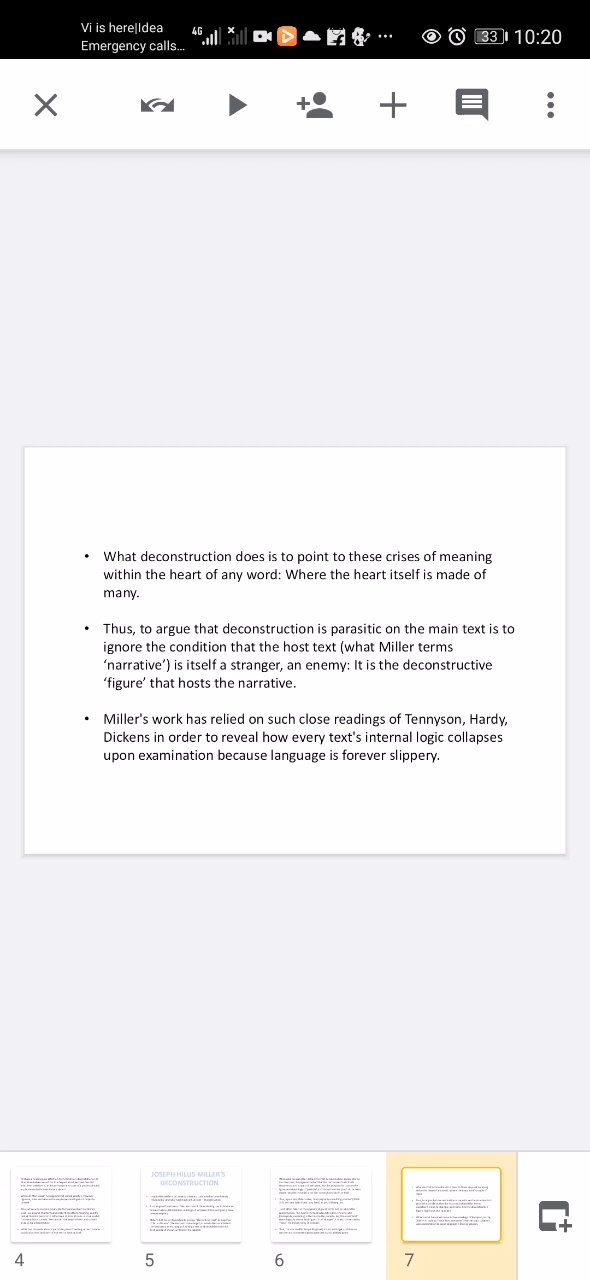 Vi is here|Idea
Emergency calls...
4G
33
10:20
• What deconstruction does is to point to these crises of meaning
within the heart of any word: Where the heart itself is made of
many.
• Thus, to argue that deconstruction is parasitic on the main text is to
ignore the condition that the host text (what Miller terms
‘narrative’) is itself a stranger, an enemy: It is the deconstructive
‘figure’ that hosts the narrative.
• Miller's work has relied on such close readings of Tennyson, Hardy,
Dickens in order to reveal how every text's internal logic collapses
upon examination because language is forever slippery.
JOSEPH HILLIS MILLER'S
DECONSTRUCTION
4
5
6
7